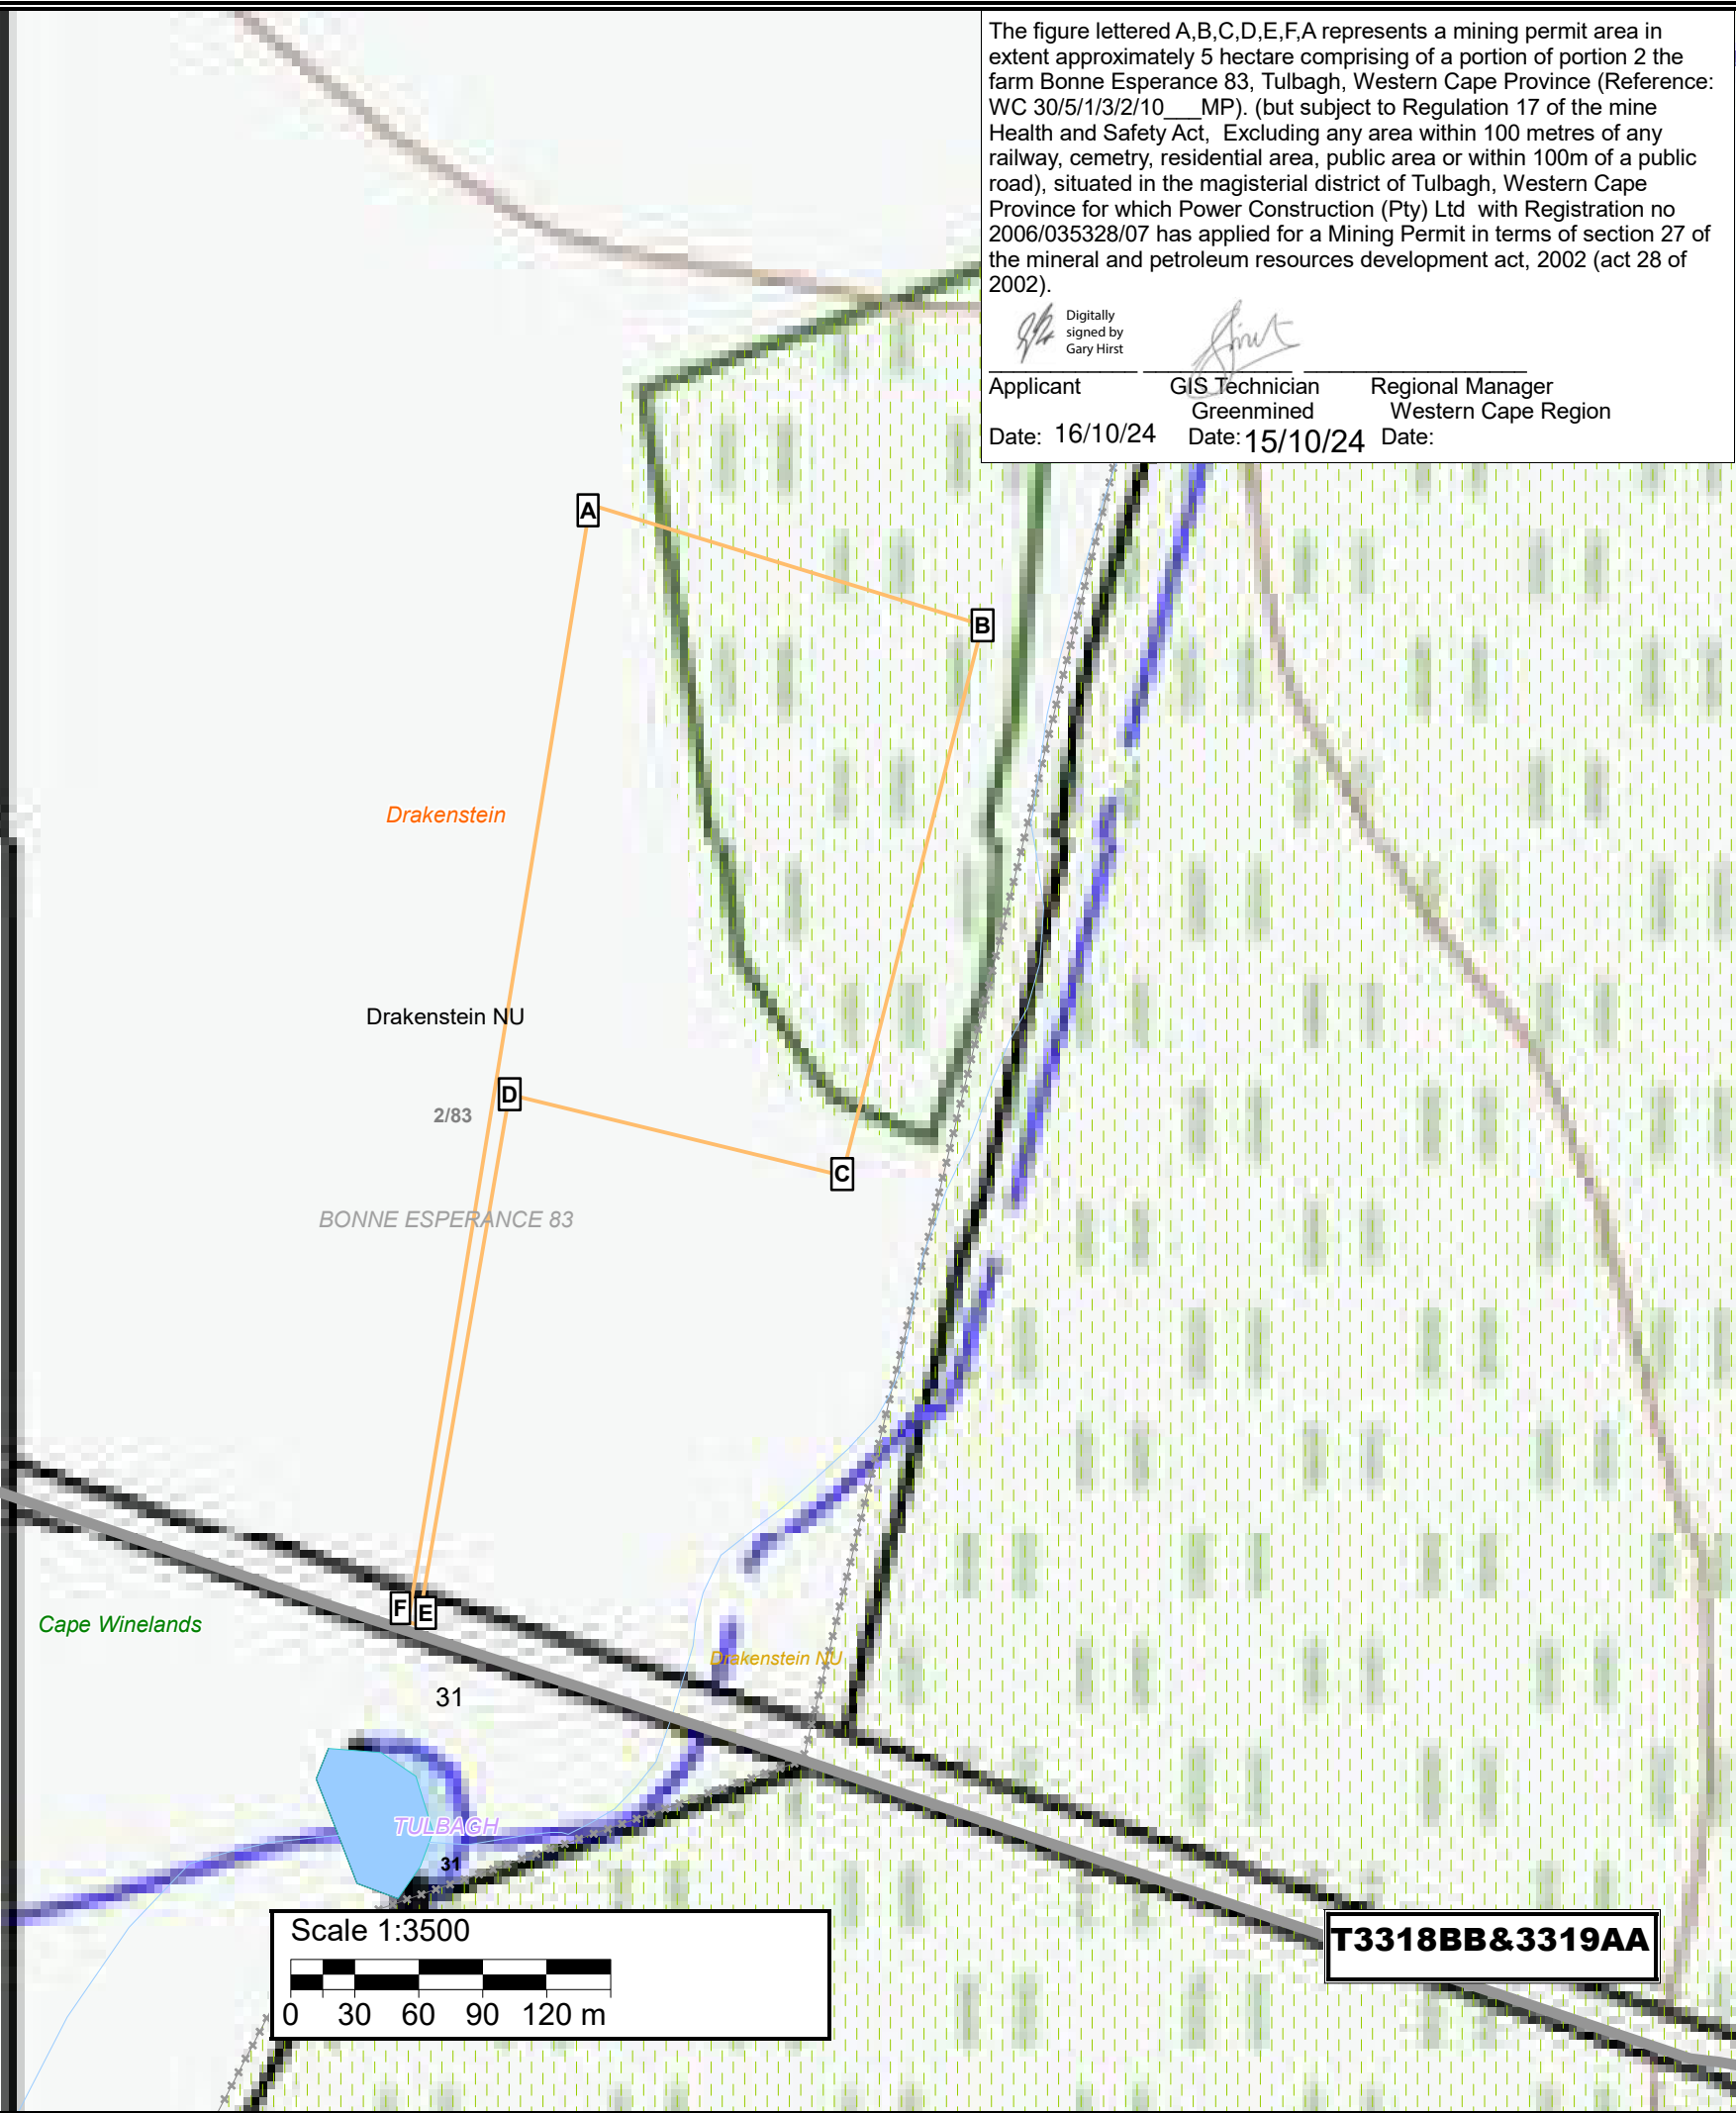 The figure lettered A,B,C,D,E,F,A represents a mining permit area in
extent approximately 5 hectare comprising of a portion of portion 2 the
farm Bonne Esperance 83, Tulbagh, Western Cape Province (Reference:
WC 30/5/1/3/2/10___MP). (but subject to Regulation 17 of the mine
Health and Safety Act, Excluding any area within 100 metres of any
railway, cemetry, residential area, public area or within 100m of a public
road), situated in the magisterial district of Tulbagh, Western Cape
Province for which Power Construction (Pty) Ltd with Registration no
2006/035328/07 has applied for a Mining Permit in terms of section 27 of
the mineral and petroleum resources development act, 2002 (act 28 of
2002).
Digitally
signed by
Gary Hirst
Applicant GIS Technician Regional Manager
Greenmined Western Cape Region
Date: 16/10/24 Date: 15/10/24 Date:
A
B
Drakenstein
Drakenstein NU
D
2/83
C
BONNE ESPERANCE 83
F E
Cape Winelands
Drakenstein NU
31
TULBAGH
31
Scale 1:3500
0 30 60 90 120 m
T3318BB&3319AA